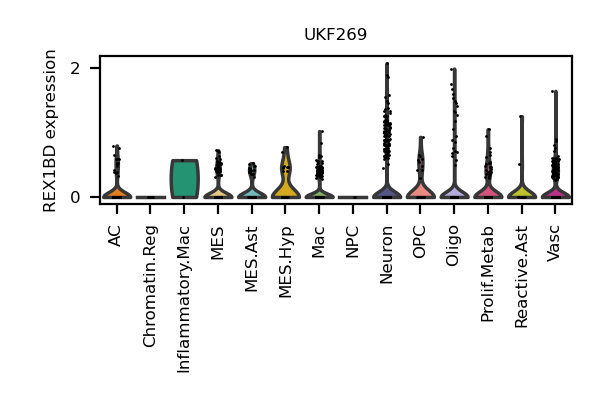 UKF269
REX1BD expression
2
0
AC
Chromatin.Reg
Inflammatory.Mac
MES
MES.Ast
MES.Hyp
Mac
NPC
Neuron
OPC
Oligo
Prolif.Metab
Reactive.Ast
Vasc